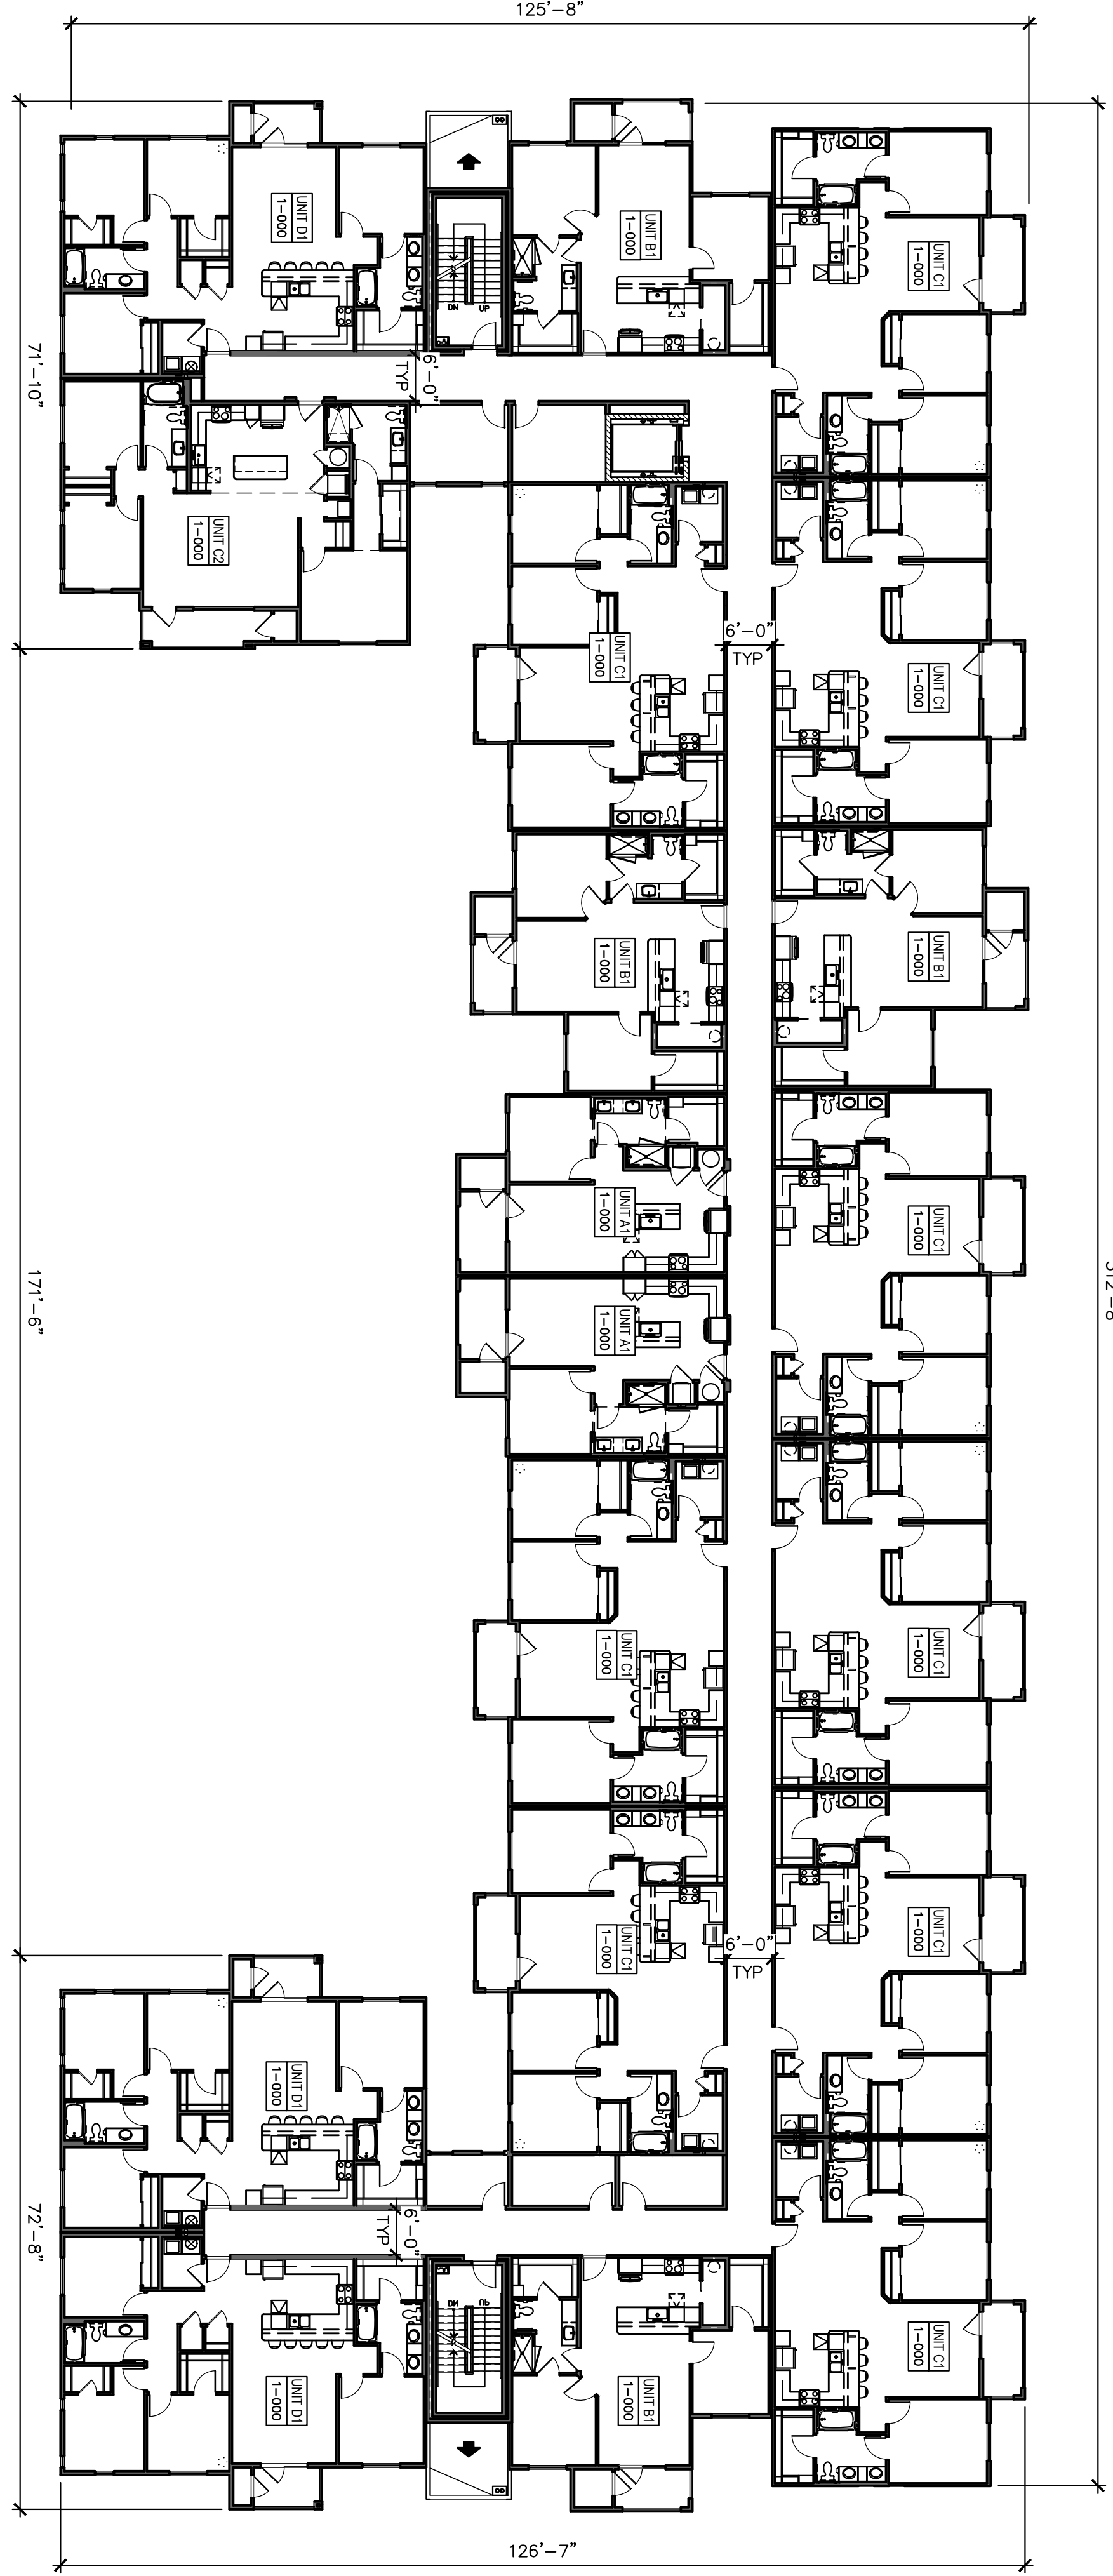 125'-8"
UNIT D1
1-000
UNIT B1
1-000
UNIT C1
1-000
DN
UP
71'-10"
6'-0"
TYP
UNIT C2
1-000
UNIT C1
1-000
6'-0"
TYP
UNIT C1
1-000
UNIT B1
1-000
UNIT B1
1-000
UNIT A1
1-000
UNIT C1
1-000
171'-6"
UNIT A1
1-000
UNIT C1
1-000
UNIT C1
1-000
UNIT C1
1-000
UNIT C1
1-000
6'-0"
TYP
UNIT D1
1-000
72'-8"
6'-0"
TYP
DN
UP
UNIT D1
1-000
UNIT B1
1-000
UNIT C1
1-000
126'-7"